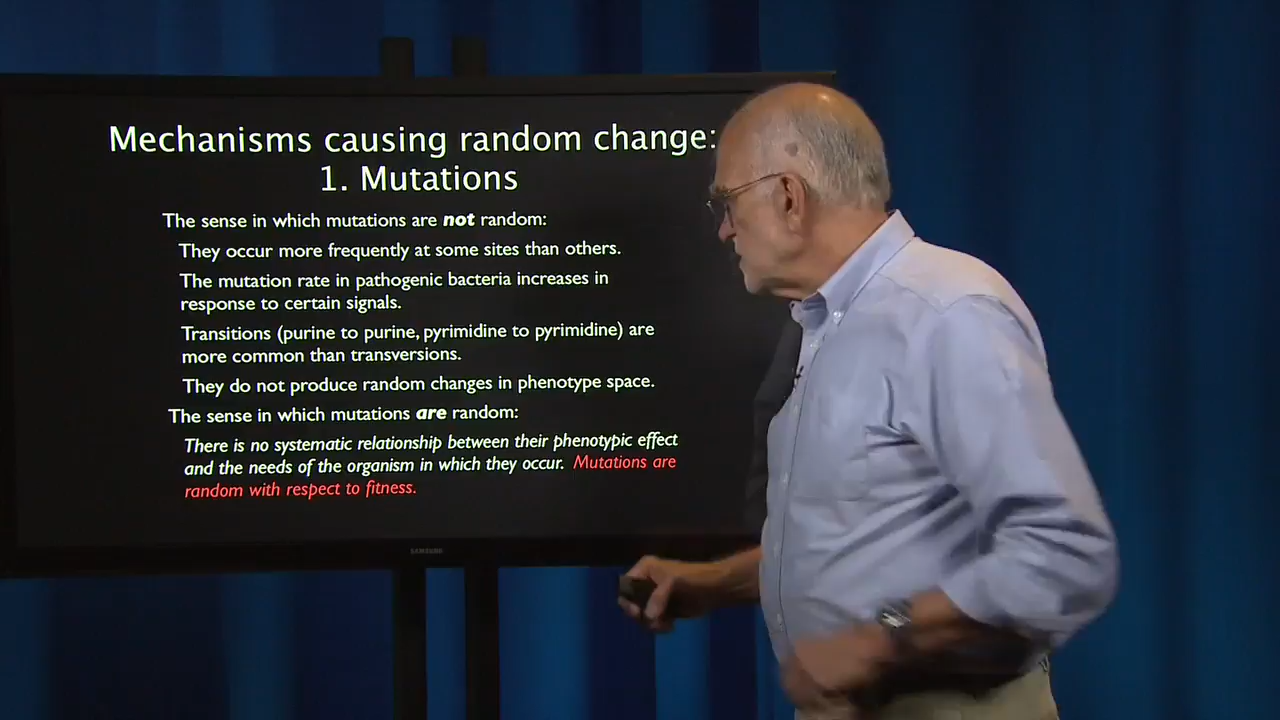 Mechanisms causing random change:
1. Mutations
The sense in which mutations are not random:
They occur more frequently at some sites than others.
The mutation rate in pathogenic bacteria increases in
response to certain signals.
Transitions (purine to purine, pyrimidine to pyrimidine) are
more common than transversions.
They do not produce random changes in phenotype space.
The sense in which mutations are random:
There is no systematic relationship between their phenotypic effect
and the needs of the organism in which they occur. Mutations are
random with respect to fitness.
SAMSUNG